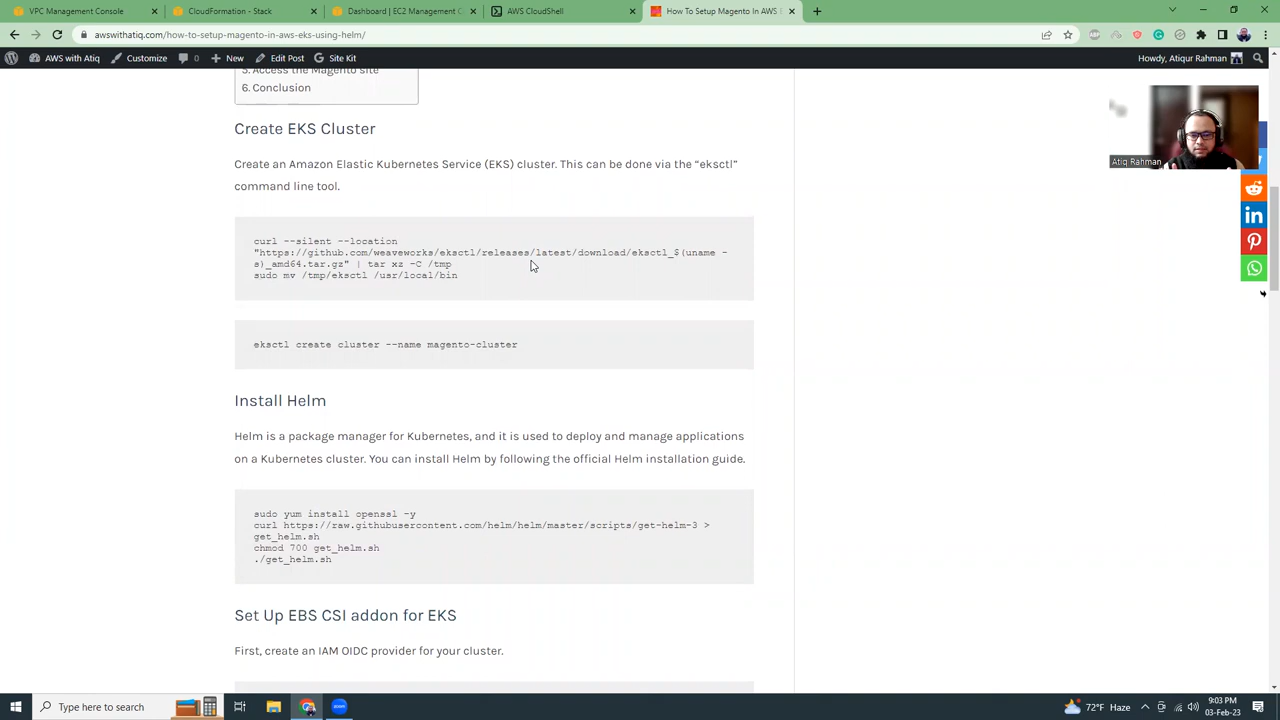 VPC Management Console
CloudFormation - Stack
Dashboard | EC2 Management C
AWS CloudShell
How To Setup Magento In AWS E
awswithatiq.com/how-to-setup-magento-in-aws-eks-using-helm/
AWS with Atiq
Customize
0
New
Edit Post
Site Kit
Howdy, Atiqur Rahman
5. Access the Magento site
6. Conclusion
Create EKS Cluster
Create an Amazon Elastic Kubernetes Service (EKS) cluster. This can be done via the “eksctl”
command line tool.
curl --silent --location
"https://github.com/weaveworks/eksctl/releases/latest/download/eksctl_$(uname -
s)_amd64.tar.gz" | tar xz -C /tmp
sudo mv /tmp/eksctl /usr/local/bin
eksctl create cluster --name magento-cluster
Install Helm
Helm is a package manager for Kubernetes, and it is used to deploy and manage applications
on a Kubernetes cluster. You can install Helm by following the official Helm installation guide.
sudo yum install openssl -y
curl https://raw.githubusercontent.com/helm/helm/master/scripts/get-helm-3 >
get_helm.sh
chmod 700 get_helm.sh
./get_helm.sh
Set Up EBS CSI addon for EKS
First, create an IAM OIDC provider for your cluster.
Atiq Rahman
Type here to search
zoom
72°F Haze
9:03 PM
03-Feb-23